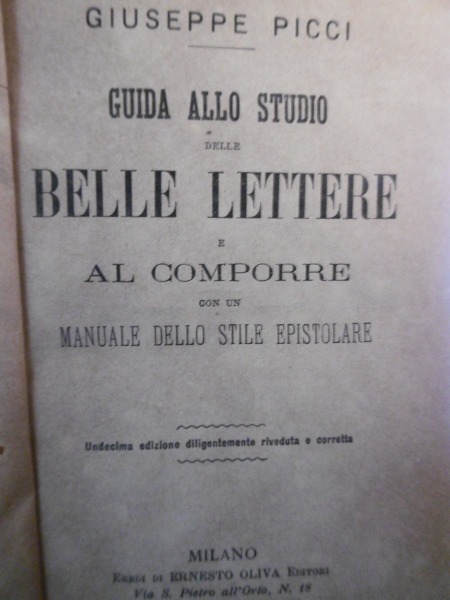 GIUSEPPE PICCI
GUIDA ALLO STUDIO
DELLE
BELLE LETTERE
E
AL COMPORRE
CON UN
MANUALE DELLO STILE EPISTOLARE
Undecima edizione diligentemente riveduta e corretta
MILANO
EREDI DI ERNESTO OLIVA EDITORI
Via S. Pietro all'Orto, N. 18